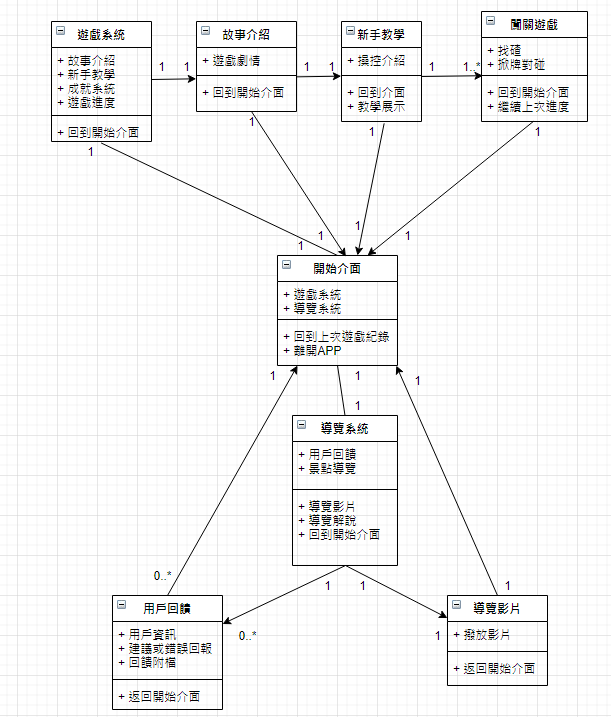 遊戲系統
+ 故事介紹
+ 新手教學
+ 成就系統
+ 遊戲進度
+ 回到開始介面
1
1
故事介紹
+ 遊戲劇情
+ 回到開始介面
1
1
新手教學
+ 操控介紹
+ 回到介面
+ 教學展示
1
1..*
闖關遊戲
+ 找碴
+ 掀牌對碰
+ 回到開始介面
+ 繼續上次進度
1
1
1
1
1
1
1
1
開始介面
+ 遊戲系統
+ 導覽系統
+ 回到上次遊戲紀錄
+ 離開APP
1
1
1
1
導覽系統
+ 用戶回饋
+ 景點導覽
+ 導覽影片
+ 導覽解說
+ 回到開始介面
0..*
1
1
1
0..*
1
用戶回饋
+ 用戶資訊
+ 建議或錯誤回報
+ 回饋附檔
+ 返回開始介面
導覽影片
+ 撥放影片
+ 返回開始介面